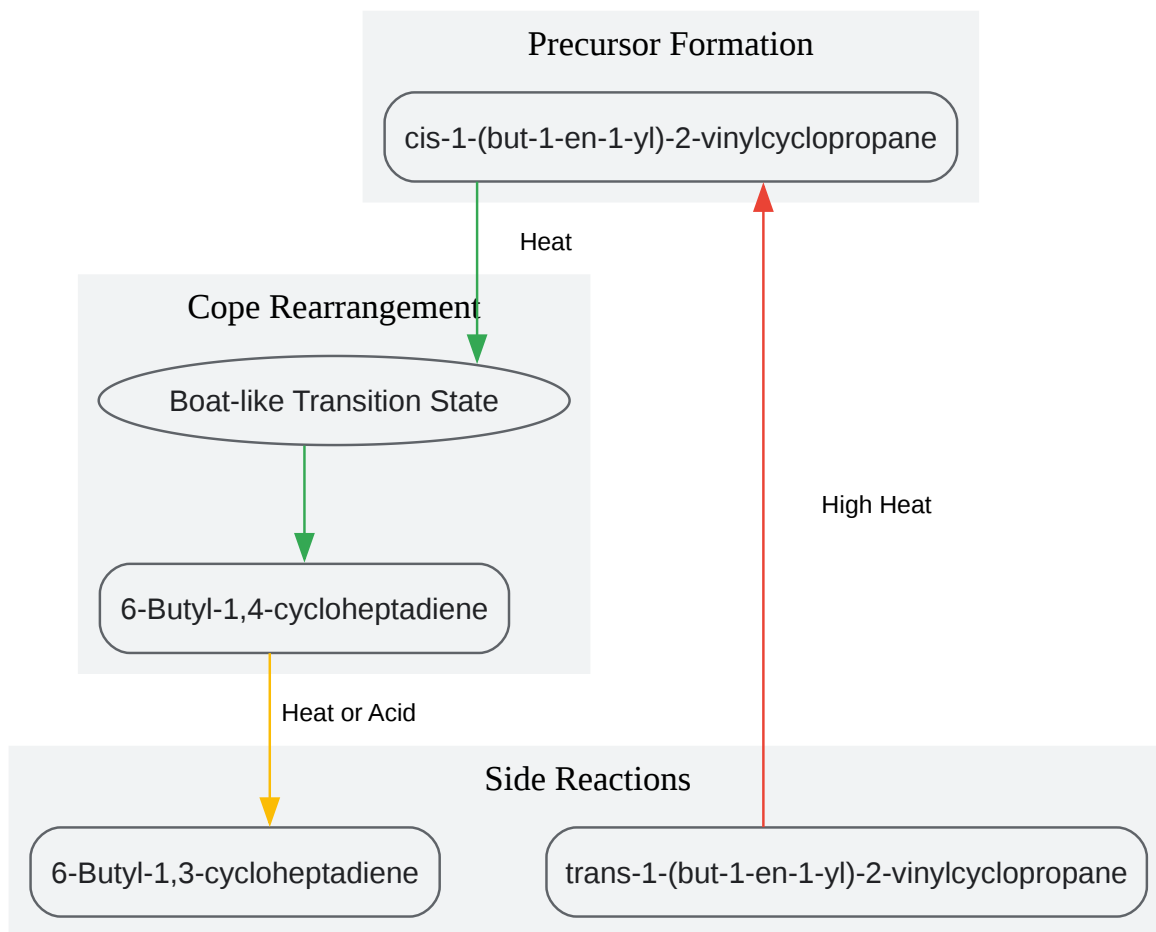 Precursor Formation
cis-1-(but-1-en-1-yl)-2-vinylcyclopropane
Heat
Cope Rearrangement
Boat-like Transition State
High Heat
6-Butyl-1,4-cycloheptadiene
Heat or Acid
Side Reactions
6-Butyl-1,3-cycloheptadiene
trans-1-(but-1-en-1-yl)-2-vinylcyclopropane